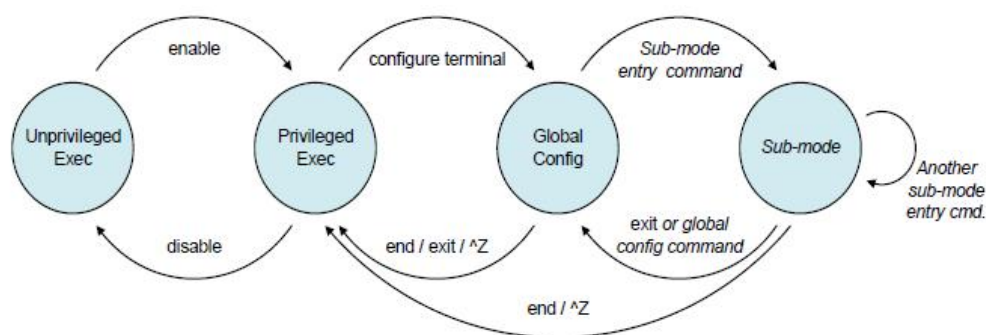 enable
configure terminal
Sub-mode
entry command
Unprivileged
Exec
Privileged
Exec
Global
Config
Sub-mode
Another
sub-mode
entry cmd.
disable
end / exit / ^Z
exit or global
config command
end / ^Z